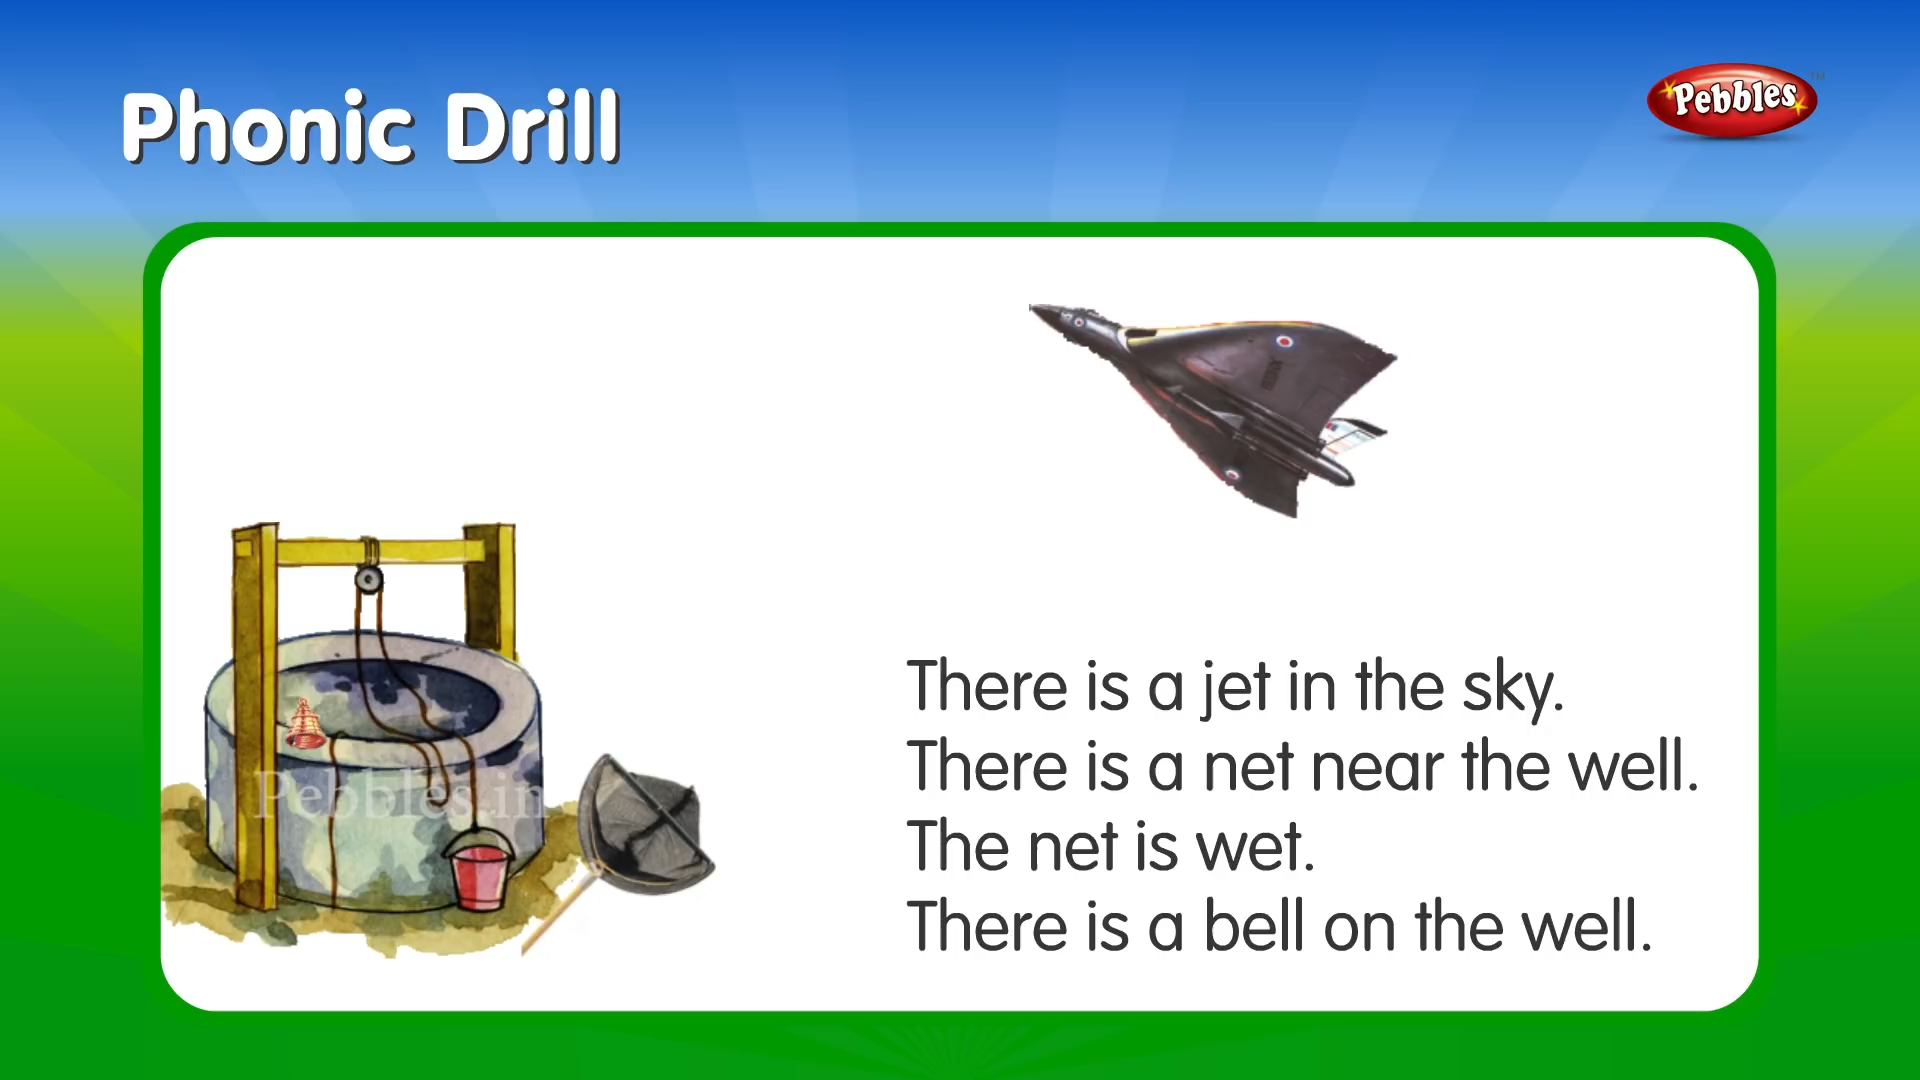 Phonic Drill
Pebbles™
There is a jet in the sky.
There is a net near the well.
The net is wet.
There is a bell on the well.
Pebbles.in